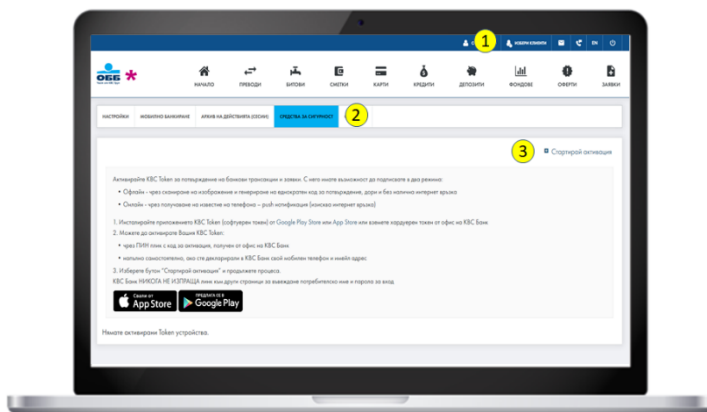 1
ИЗБЕРИ КЛИЕНТИ
EN
ОББ
НАЧАЛО
ПРЕВОДИ
БИТОВИ
СМЕТКИ
КАРТИ
КРЕДИТИ
ДЕПОЗИТИ
ФОНДОВЕ
ОФЕРТИ
ЗАЯВКИ
НАСТРОЙКИ
МОБИЛНО БАНКИРАНЕ
АРХИВ НА ДЕЙСТВИЯТА (СЕСИИ)
СРЕДСТВА ЗА СИГУРНОСТ
2
3
Стартирай активация
Активирайте KBC Token за потвърждение на банкови транзакции и заявки. С него имате възможност да подписвате в два режима:
• Офлайн - чрез сканиране на изображение и генериране на еднократен код за потвърждение, дори и без налична интернет връзка
• Онлайн - чрез получаване на известие на телефона – push нотификация (изисква интернет връзка)
1. Инсталирайте приложението KBC Token (софтуерен токен) от Google Play Store или App Store или вземете хардуерен токен от офис на KBC Банк
2. Можете да активирате Вашия KBC Token:
• чрез ПИН плик с код за активация, получен от офис на KBC Банк
• напълно самостоятелно, ако сте декларирали в KBC Банк свой мобилен телефон и имейл адрес
3. Изберете бутон "Стартирай активация" и продължете процеса.
KBC Банк НИКОГА НЕ ИЗПРАЩА линк към други страници за въвеждане потребителско име и парола за вход.
App Store
Google Play
Нямате активирани Token устройства.